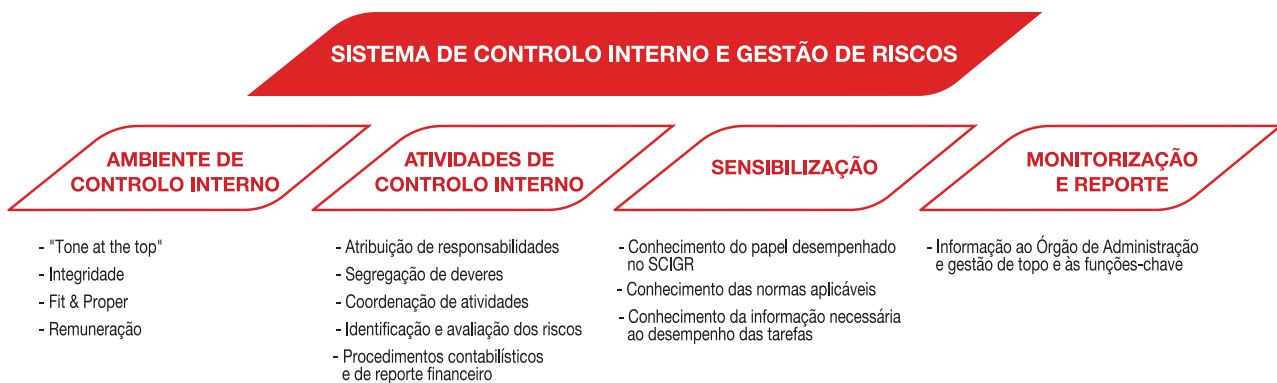 SISTEMA DE CONTROLO INTERNO E GESTÃO DE RISCOS
AMBIENTE DE
CONTROLO INTERNO
- "Tone at the top"
- Integridade
- Fit & Proper
- Remuneração
ATIVIDADES DE
CONTROLO INTERNO
- Atribuição de responsabilidades
- Segregação de deveres
- Coordenação de atividades
- Identificação e avaliação dos riscos
- Procedimentos contabilísticos
e de reporte financeiro
SENSIBILIZAÇÃO
- Conhecimento do papel desempenhado
no SCIGR
- Conhecimento das normas aplicáveis
- Conhecimento da informação necessária
ao desempenho das tarefas
MONITORIZAÇÃO
E REPORTE
- Informação ao Órgão de Administração
e gestão de topo e às funções-chave